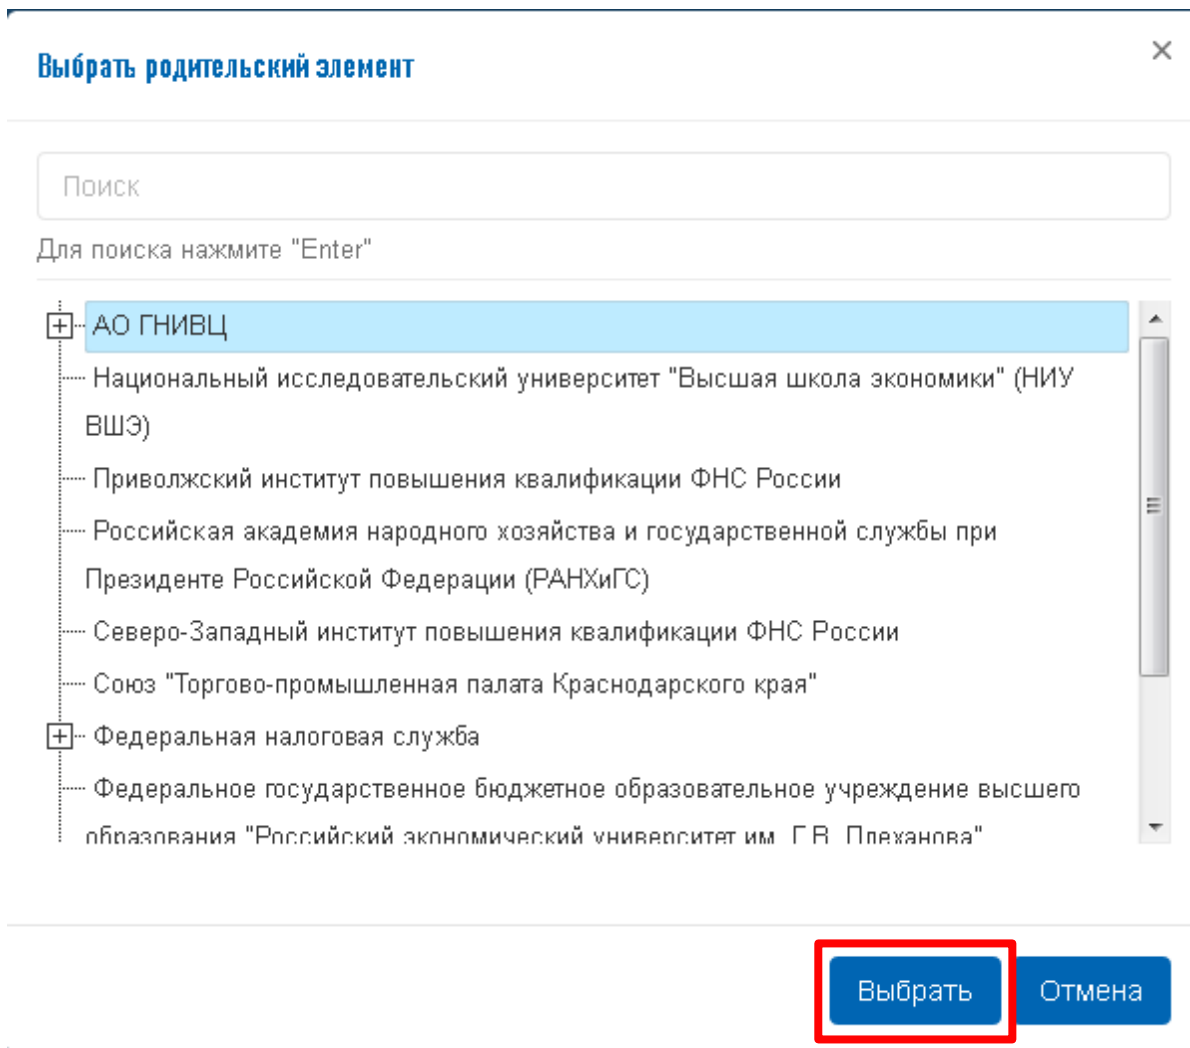 Выбрать родительский элемент
Поиск
Для поиска нажмите "Enter"
АО ГНИВЦ
Национальный исследовательский университет "Высшая школа экономики" (НИУ
ВШЭ)
Приволжский институт повышения квалификации ФНС России
Российская академия народного хозяйства и государственной службы при
Президенте Российской Федерации (РАНХиГС)
Северо-Западный институт повышения квалификации ФНС России
Союз "Торгово-промышленная палата Краснодарского края"
Федеральная налоговая служба
Федеральное государственное бюджетное образовательное учреждение высшего
образования "Российский экономический университет им. Г.В. Плеханова"
Выбрать Отмена